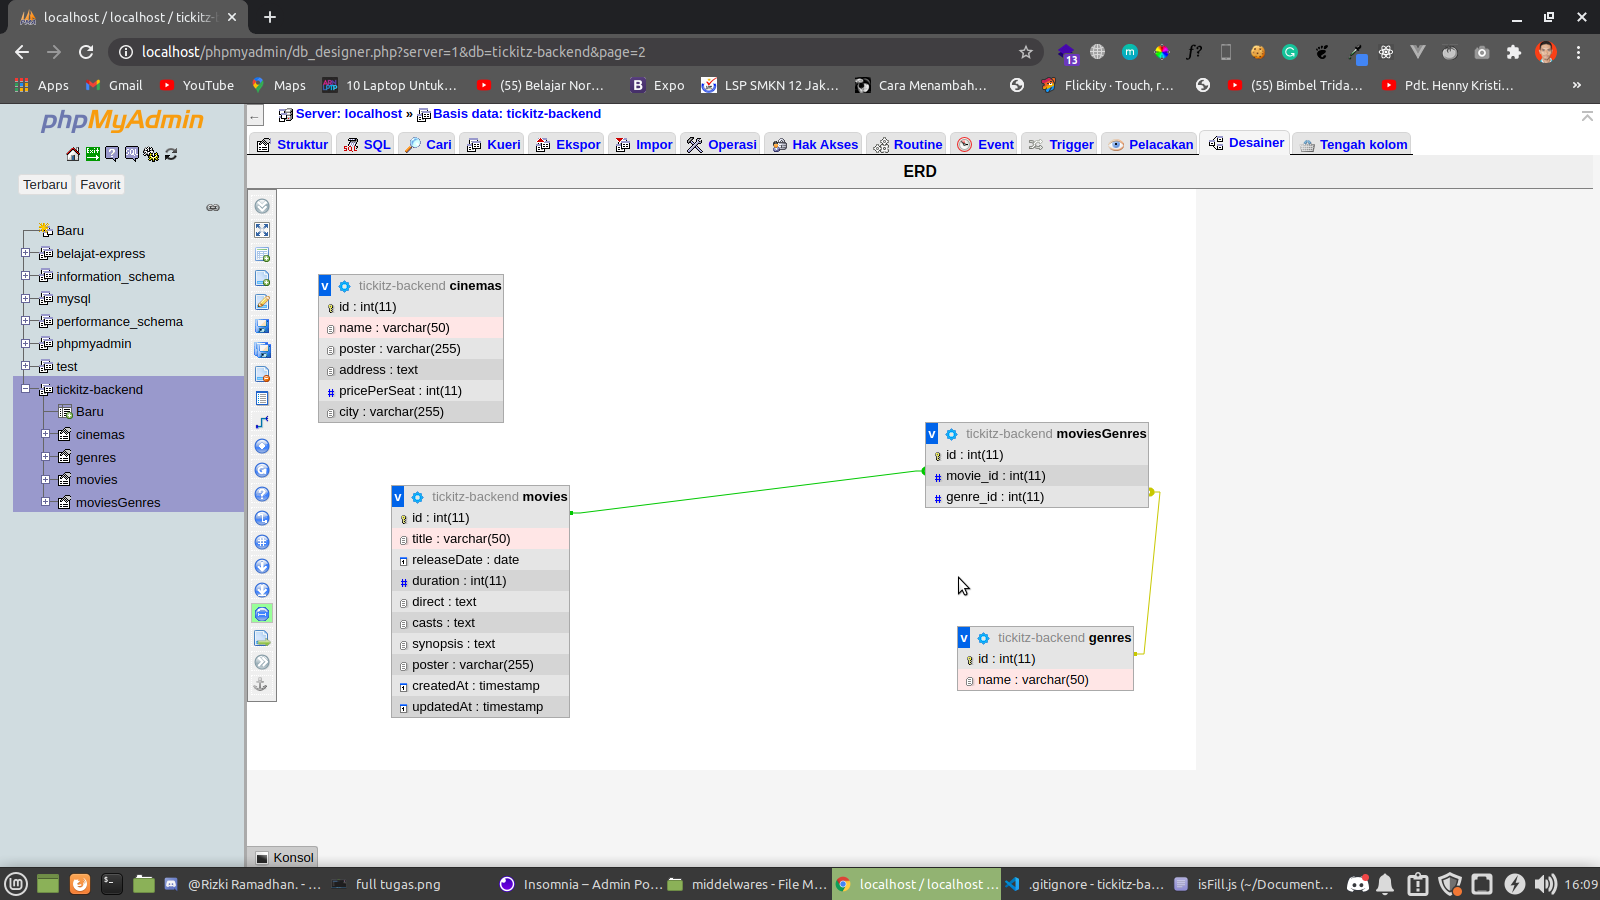 localhost / localhost / tickitz-
localhost/phpmyadmin/db_designer.php?server=1&db=tickitz-backend&page=2
13
Apps
Gmail
YouTube
Maps
10 Laptop Untuk...
(55) Belajar Nor...
Expo
LSP SMKN 12 Jak...
Cara Menambah...
Flickity · Touch, r...
(55) Bimbel Trida...
Pdt. Henny Kristi...
phpMyAdmin
Terbaru
Favorit
Baru
belajat-express
information_schema
mysql
performance_schema
phpmyadmin
test
tickitz-backend
Baru
cinemas
genres
movies
moviesGenres
Server: localhost » Basis data: tickitz-backend
Struktur
SQL
Cari
Kueri
Ekspor
Impor
Operasi
Hak Akses
Routine
Event
Trigger
Pelacakan
Desainer
Tengah kolom
ERD
v tickitz-backend cinemas
id : int(11)
name : varchar(50)
poster : varchar(255)
address : text
# pricePerSeat : int(11)
city : varchar(255)
v tickitz-backend movies
id : int(11)
title : varchar(50)
releaseDate : date
# duration : int(11)
direct : text
casts : text
synopsis : text
poster : varchar(255)
createdAt : timestamp
updatedAt : timestamp
v tickitz-backend moviesGenres
id : int(11)
# movie_id : int(11)
# genre_id : int(11)
v tickitz-backend genres
id : int(11)
name : varchar(50)
Konsol
@Rizki Ramadhan. - ...
full tugas.png
Insomnia – Admin Po...
middelwares - File M...
localhost / localhost ...
.gitignore - tickitz-ba...
isFill.js (~/Document...
16:09